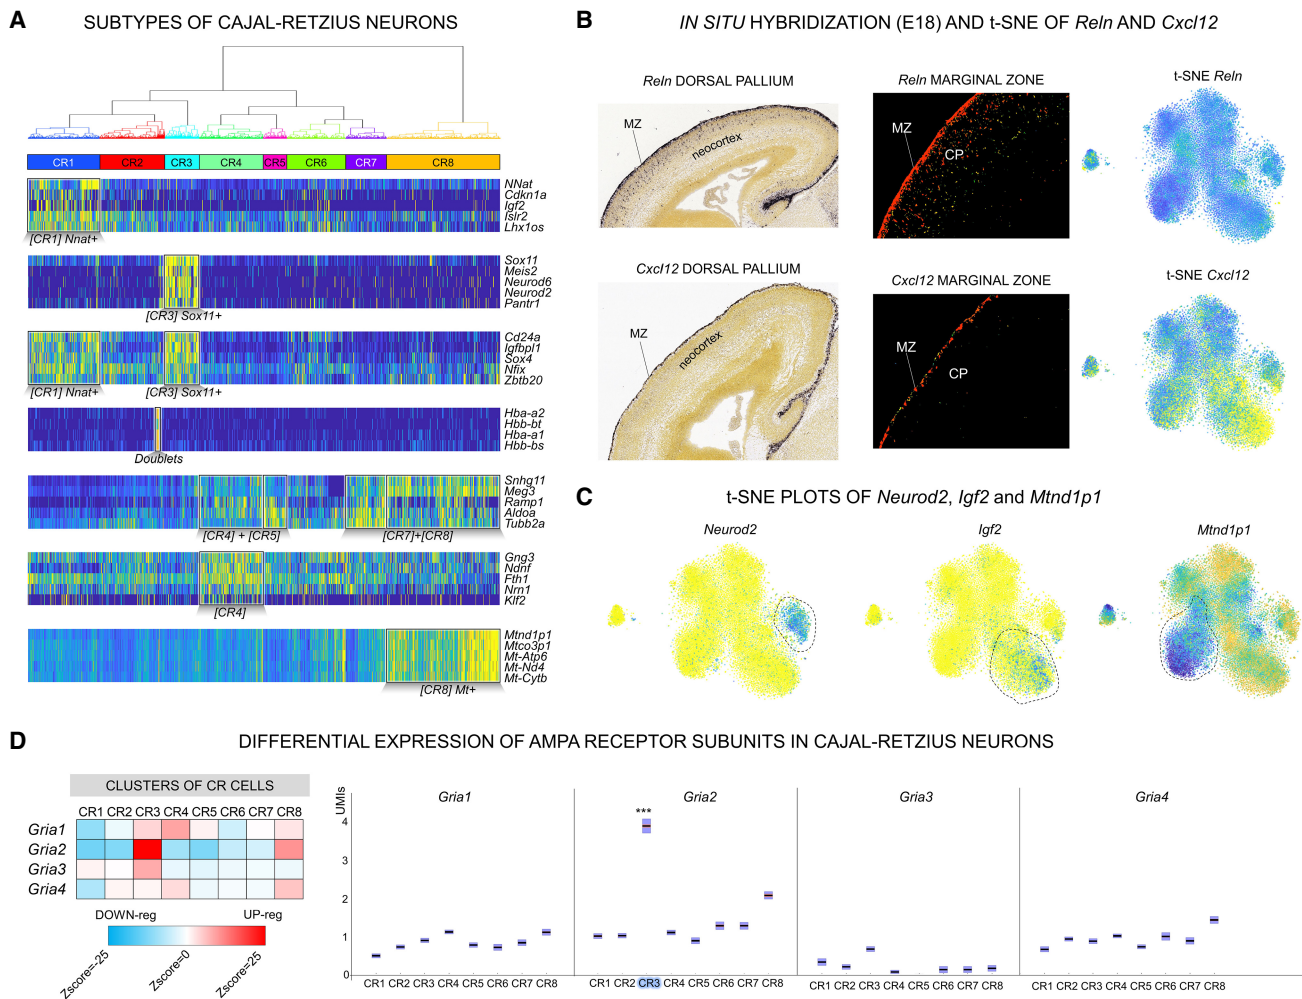 A
SUBTYPES OF CAJAL-RETZIUS NEURONS
CR1 CR2 CR3 CR4 CR5 CR6 CR7 CR8
NNat
Cdkn1a
Igf2
Islr2
Lhx1os
[CR1] Nnat+
Sox11
Meis2
Neurod6
Neurod2
Pantr1
[CR3] Sox11+
Cd24a
Igfbpl1
Sox4
Nfix
Zbtb20
[CR1] Nnat+ [CR3] Sox11+
Hba-a2
Hbb-bt
Hba-a1
Hbb-bs
Doublets
Snhg11
Meg3
Ramp1
Aldoa
Tubb2a
[CR4] + [CR5] [CR7]+[CR8]
Gng3
Ndnf
Fth1
Nrn1
Klf2
[CR4]
Mtnd1p1
Mtco3p1
Mt-Atp6
Mt-Nd4
Mt-Cytb
[CR8] Mt+
B
IN SITU HYBRIDIZATION (E18) AND t-SNE OF Reln AND Cxcl12
Reln DORSAL PALLIUM
MZ
neocortex
Reln MARGINAL ZONE
MZ
CP
t-SNE Reln
Cxcl12 DORSAL PALLIUM
MZ
neocortex
Cxcl12 MARGINAL ZONE
MZ
CP
t-SNE Cxcl12
C
t-SNE PLOTS OF Neurod2, Igf2 and Mtnd1p1
Neurod2
Igf2
Mtnd1p1
D
DIFFERENTIAL EXPRESSION OF AMPA RECEPTOR SUBUNITS IN CAJAL-RETZIUS NEURONS
CLUSTERS OF CR CELLS
CR1 CR2 CR3 CR4 CR5 CR6 CR7 CR8
Gria1
Gria2
Gria3
Gria4
DOWN-reg UP-reg
Zscore=-25 Zscore=0 Zscore=25
UMIs
4
3
2
1
0
Gria1
CR1 CR2 CR3 CR4 CR5 CR6 CR7 CR8
Gria2
***
CR1 CR2 CR3 CR4 CR5 CR6 CR7 CR8
Gria3
CR1 CR2 CR3 CR4 CR5 CR6 CR7 CR8
Gria4
CR1 CR2 CR3 CR4 CR5 CR6 CR7 CR8